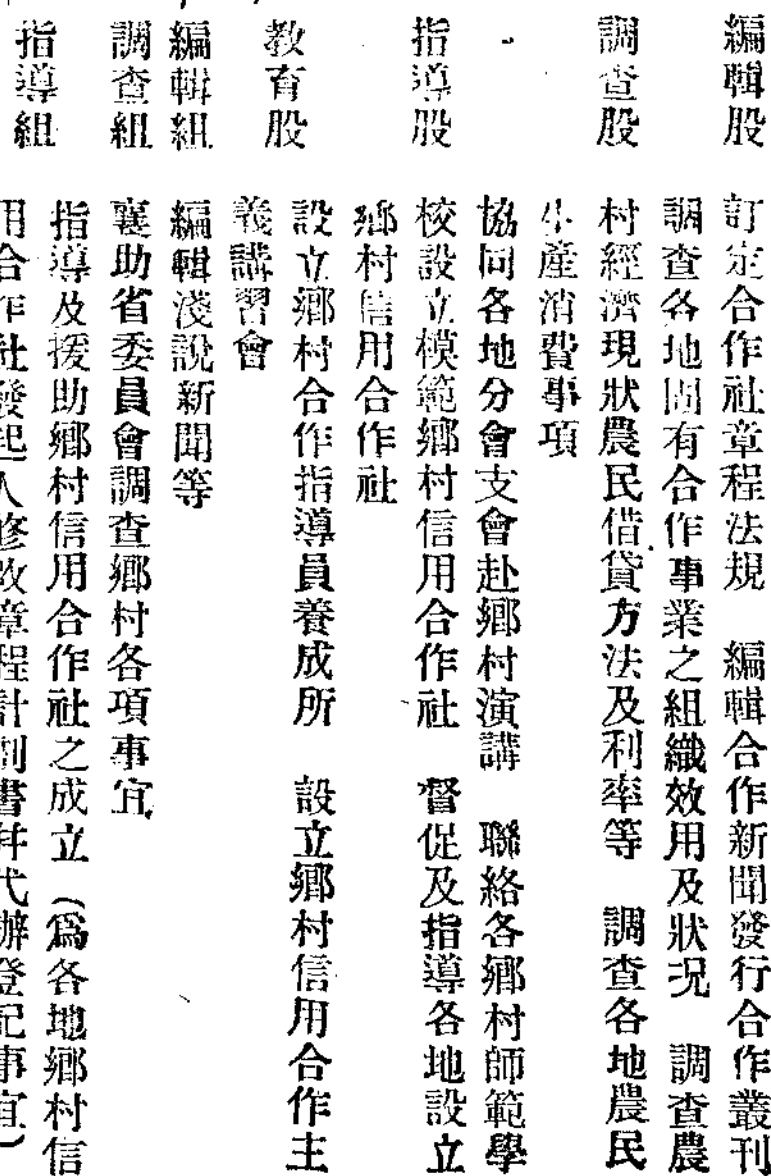 編輯股　訂定合作社章程法規　編輯合作新聞發行合作叢刊
調查各地固有合作事業之組織效用及狀況　調查農
調查股　村經濟現狀農民借貸方法及利率等　調查各地農民
生產消費事項
協同各地分會支會赴鄉村演講　聯絡各鄉村師範學
指導股　校設立模範鄉村信用合作社　督促及指導各地設立
鄉村信用合作社
教育股　設立鄉村合作指導員養成所　設立鄉村信用合作主
義講習會
編輯組　編輯淺說新聞等
調查組　襄助省委員會調查鄉村各項事宜
指導組　指導及援助鄉村信用合作社之成立（爲各地鄉村信
用合作社發起人修改章程計劃書幷代辦登記事宜）